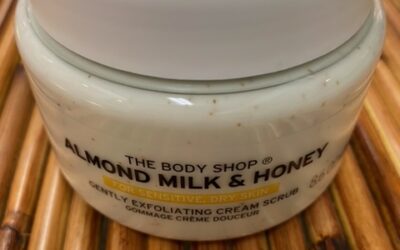 THE BODY SHOP®
ALMOND MILK & HONEY
FOR SENSITIVE, DRY SKIN
GENTLY EXFOLIATING CREAM SCRUB
GOMMAGE CRÈME DOUCEUR